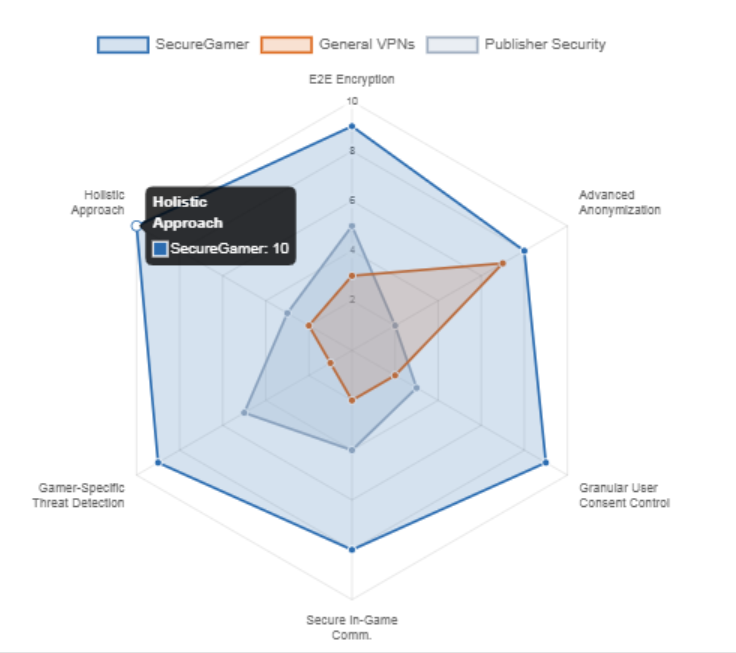 SecureGamer General VPNs Publisher Security
E2E Encryption
10
8
6
4
2
Holistic
Approach
Holistic
Approach
SecureGamer: 10
Advanced
Anonymization
Gamer-Specific
Threat Detection
Granular User
Consent Control
Secure In-Game
Comm.